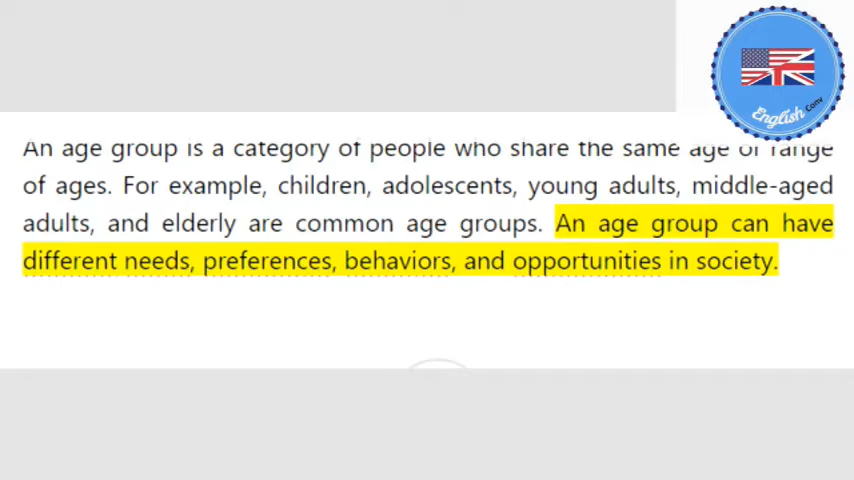 English Conv
An age group is a category of people who share the same age or range
of ages. For example, children, adolescents, young adults, middle-aged
adults, and elderly are common age groups. An age group can have
different needs, preferences, behaviors, and opportunities in society.